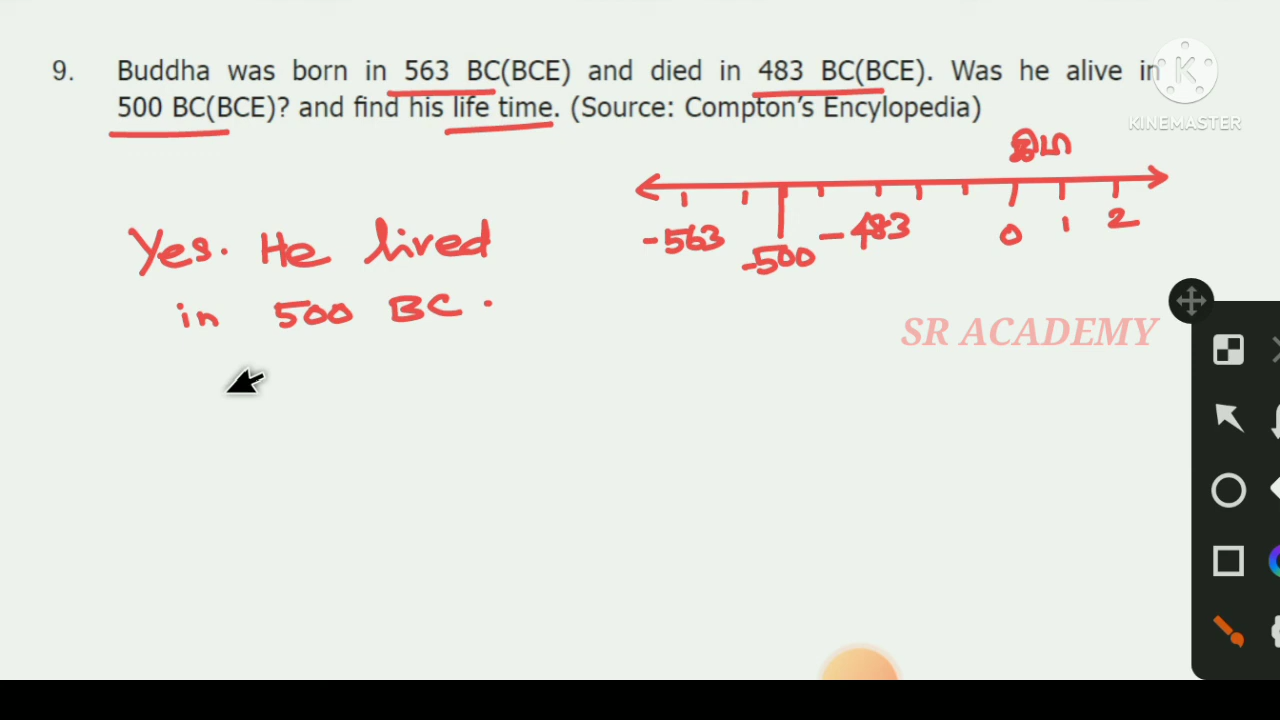 9. Buddha was born in 563 BC(BCE) and died in 483 BC(BCE). Was he alive in
500 BC(BCE)? and find his life time. (Source: Compton's Encylopedia)
KINEMASTER
-563 -500 -483 0 1 2
Yes. He lived
in 500 BC.
SR ACADEMY